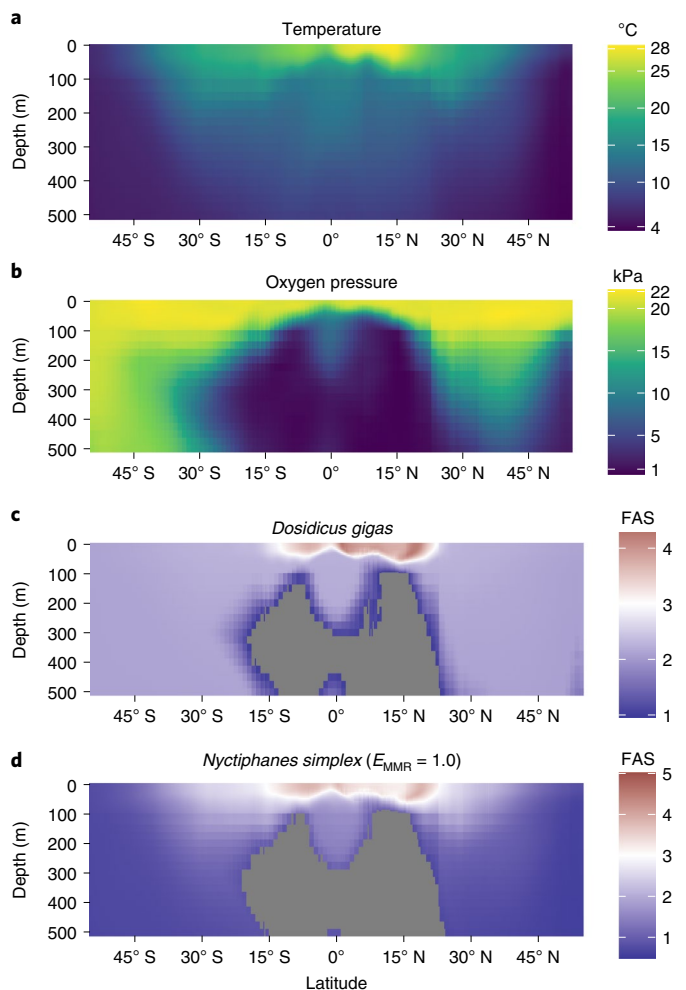 a
Temperature
°C
0
100
200
300
400
500
Depth (m)
45° S 30° S 15° S 0° 15° N 30° N 45° N
28
25
20
15
10
4
b
Oxygen pressure
kPa
0
100
200
300
400
500
Depth (m)
45° S 30° S 15° S 0° 15° N 30° N 45° N
22
20
15
10
5
1
c
Dosidicus gigas
FAS
0
100
200
300
400
500
Depth (m)
45° S 30° S 15° S 0° 15° N 30° N 45° N
4
3
2
1
d
Nyctiphanes simplex (EMMR = 1.0)
FAS
0
100
200
300
400
500
Depth (m)
45° S 30° S 15° S 0° 15° N 30° N 45° N
Latitude
5
4
3
2
1